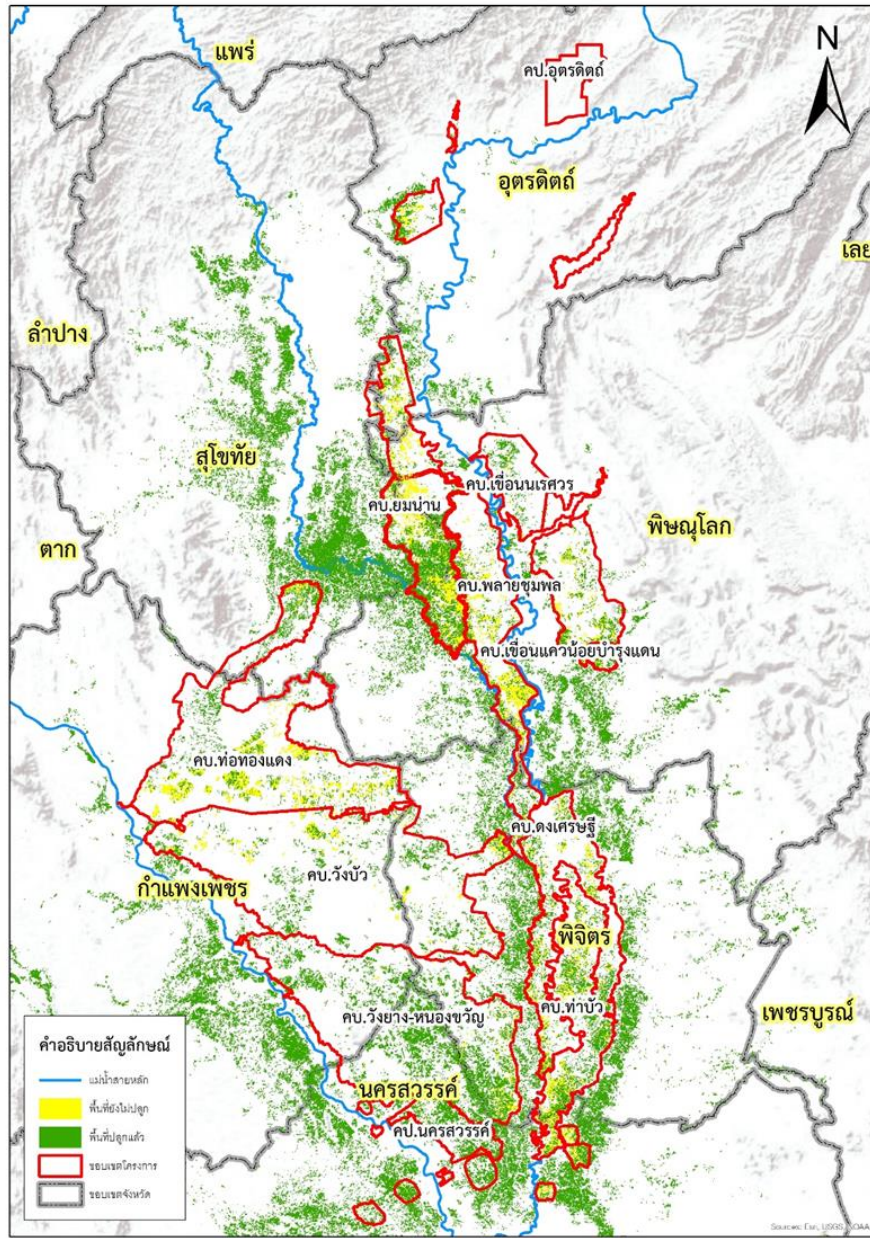 แพร่
N
คป.อุตรดิตถ์
อุตรดิตถ์
เลย
ลำปาง
สุโขทัย
คบ.เขื่อนนเรศวร
คบ.ยมน่าน
พิษณุโลก
ตาก
คบ.พลายชุมพล
คบ.เขื่อนแควน้อยบำรุงแดน
คบ.ท่อทองแดง
คบ.ดงเศรษฐี
คบ.วังบัว
กำแพงเพชร
พิจิตร
คบ.ท่าบัว
คบ.วังยาง-หนองขวัญ
เพชรบูรณ์
นครสวรรค์
คป.นครสวรรค์
คำอธิบายสัญลักษณ์
แม่น้ำสายหลัก
พื้นที่ยังไม่ปลูก
พื้นที่ปลูกแล้ว
ขอบเขตโครงการ
ขอบเขตจังหวัด
Sources: Esri, USGS, NOAA